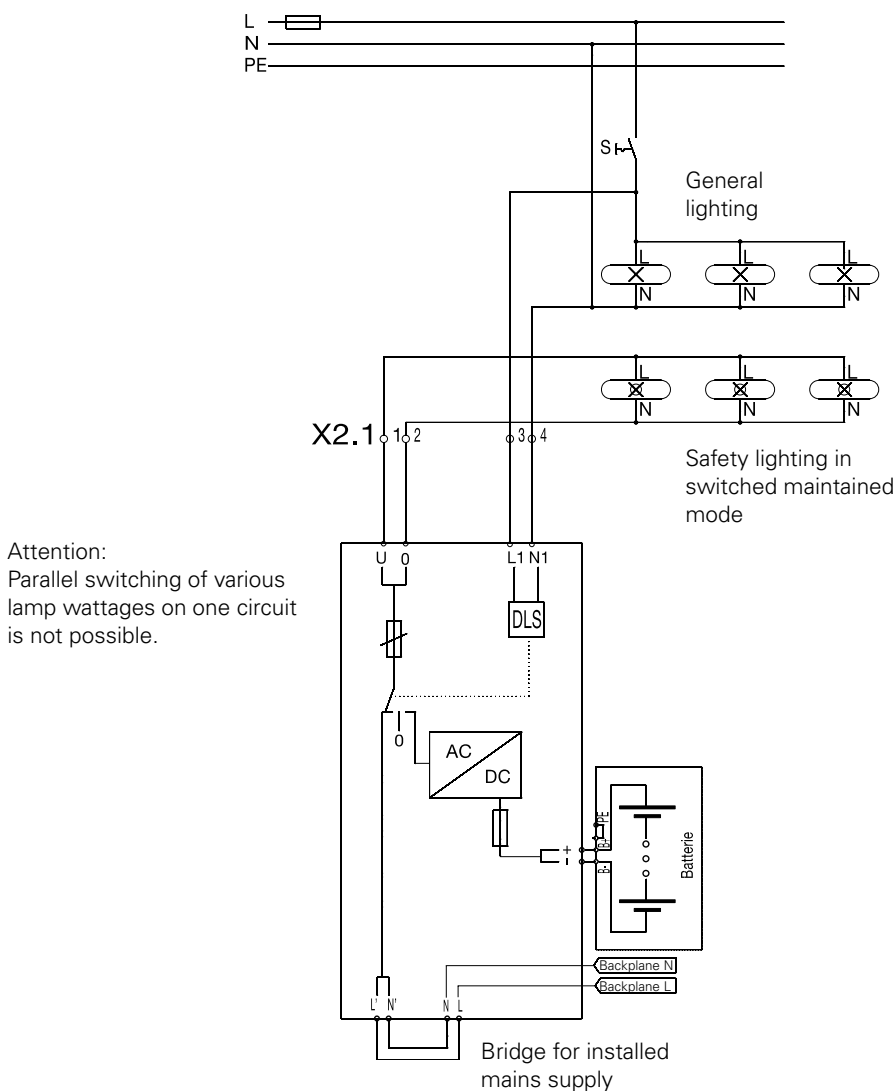 L
N
PE
S
General
lighting
L L L
N N N
L L L
N N N
X2.1 1 2 3 4
Safety lighting in
switched maintained
mode
Attention:
Parallel switching of various
lamp wattages on one circuit
is not possible.
U 0 L1 N1
DLS
0
AC
DC
+
-
PE
B+
B-
Batterie
Backplane N
Backplane L
L' N' N L
Bridge for installed
mains supply